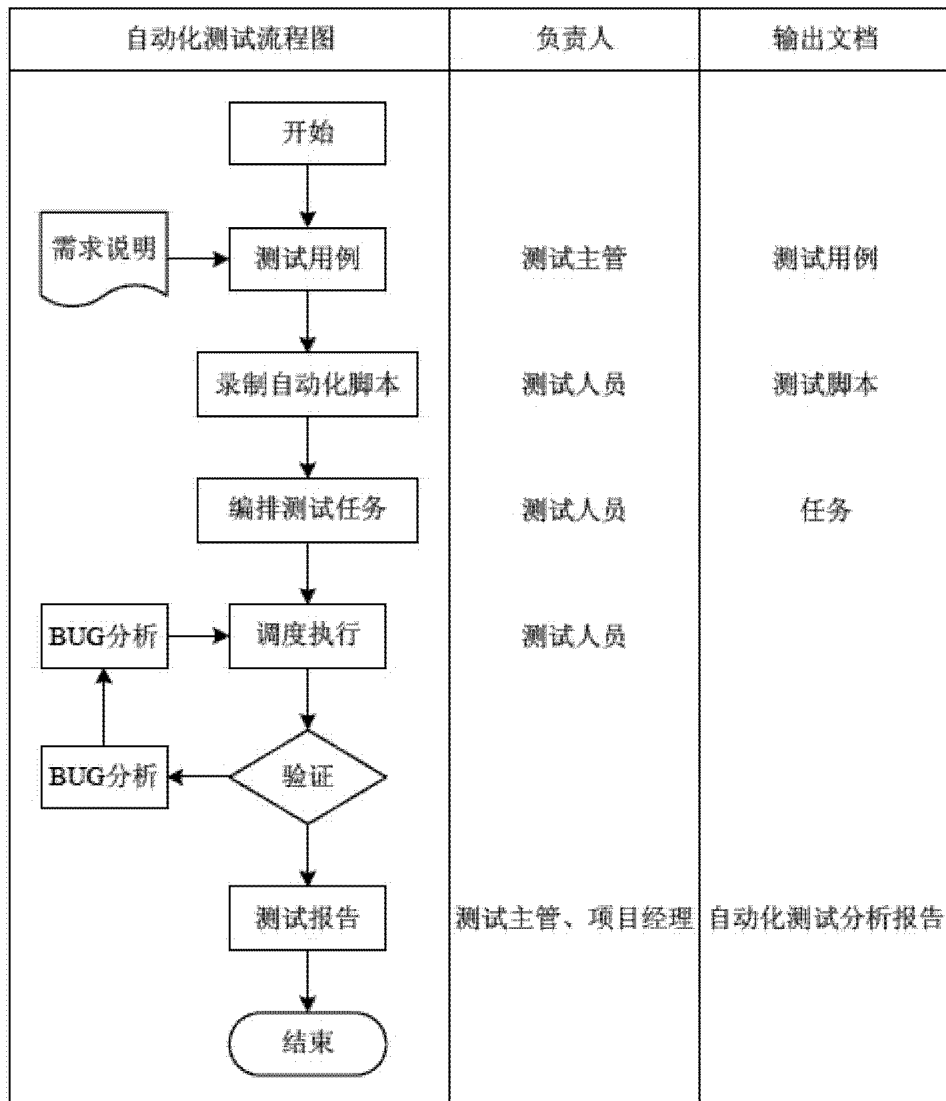 自动化测试流程图 负责人 输出文档
开始
需求说明 测试用例 测试主管 测试用例
录制自动化脚本 测试人员 测试脚本
编排测试任务 测试人员 任务
BUG分析 调度执行 测试人员
BUG分析 验证
测试报告 测试主管、项目经理 自动化测试分析报告
结束